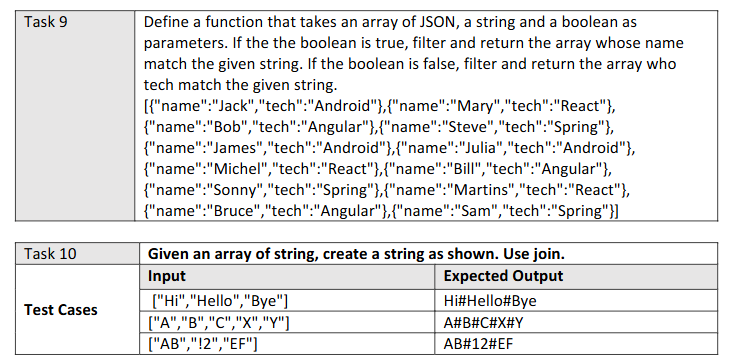 Task 9 Define a function that takes an array of JSON, a string and a boolean as
parameters. If the the boolean is true, filter and return the array whose name
match the given string. If the boolean is false, filter and return the array who
tech match the given string.
[{"name":"Jack","tech":"Android"},{"name":"Mary","tech":"React"},
{"name":"Bob","tech":"Angular"},{"name":"Steve","tech":"Spring"},
{"name":"James","tech":"Android"},{"name":"Julia","tech":"Android"},
{"name":"Michel","tech":"React"},{"name":"Bill","tech":"Angular"},
{"name":"Sonny","tech":"Spring"},{"name":"Martins","tech":"React"},
{"name":"Bruce","tech":"Angular"},{"name":"Sam","tech":"Spring"}]
Task 10 Given an array of string, create a string as shown. Use join.
Test Cases
Input Expected Output
["Hi","Hello","Bye"] Hi#Hello#Bye
["A","B","C","X","Y"] A#B#C#X#Y
["AB","!2","EF"] AB#12#EF